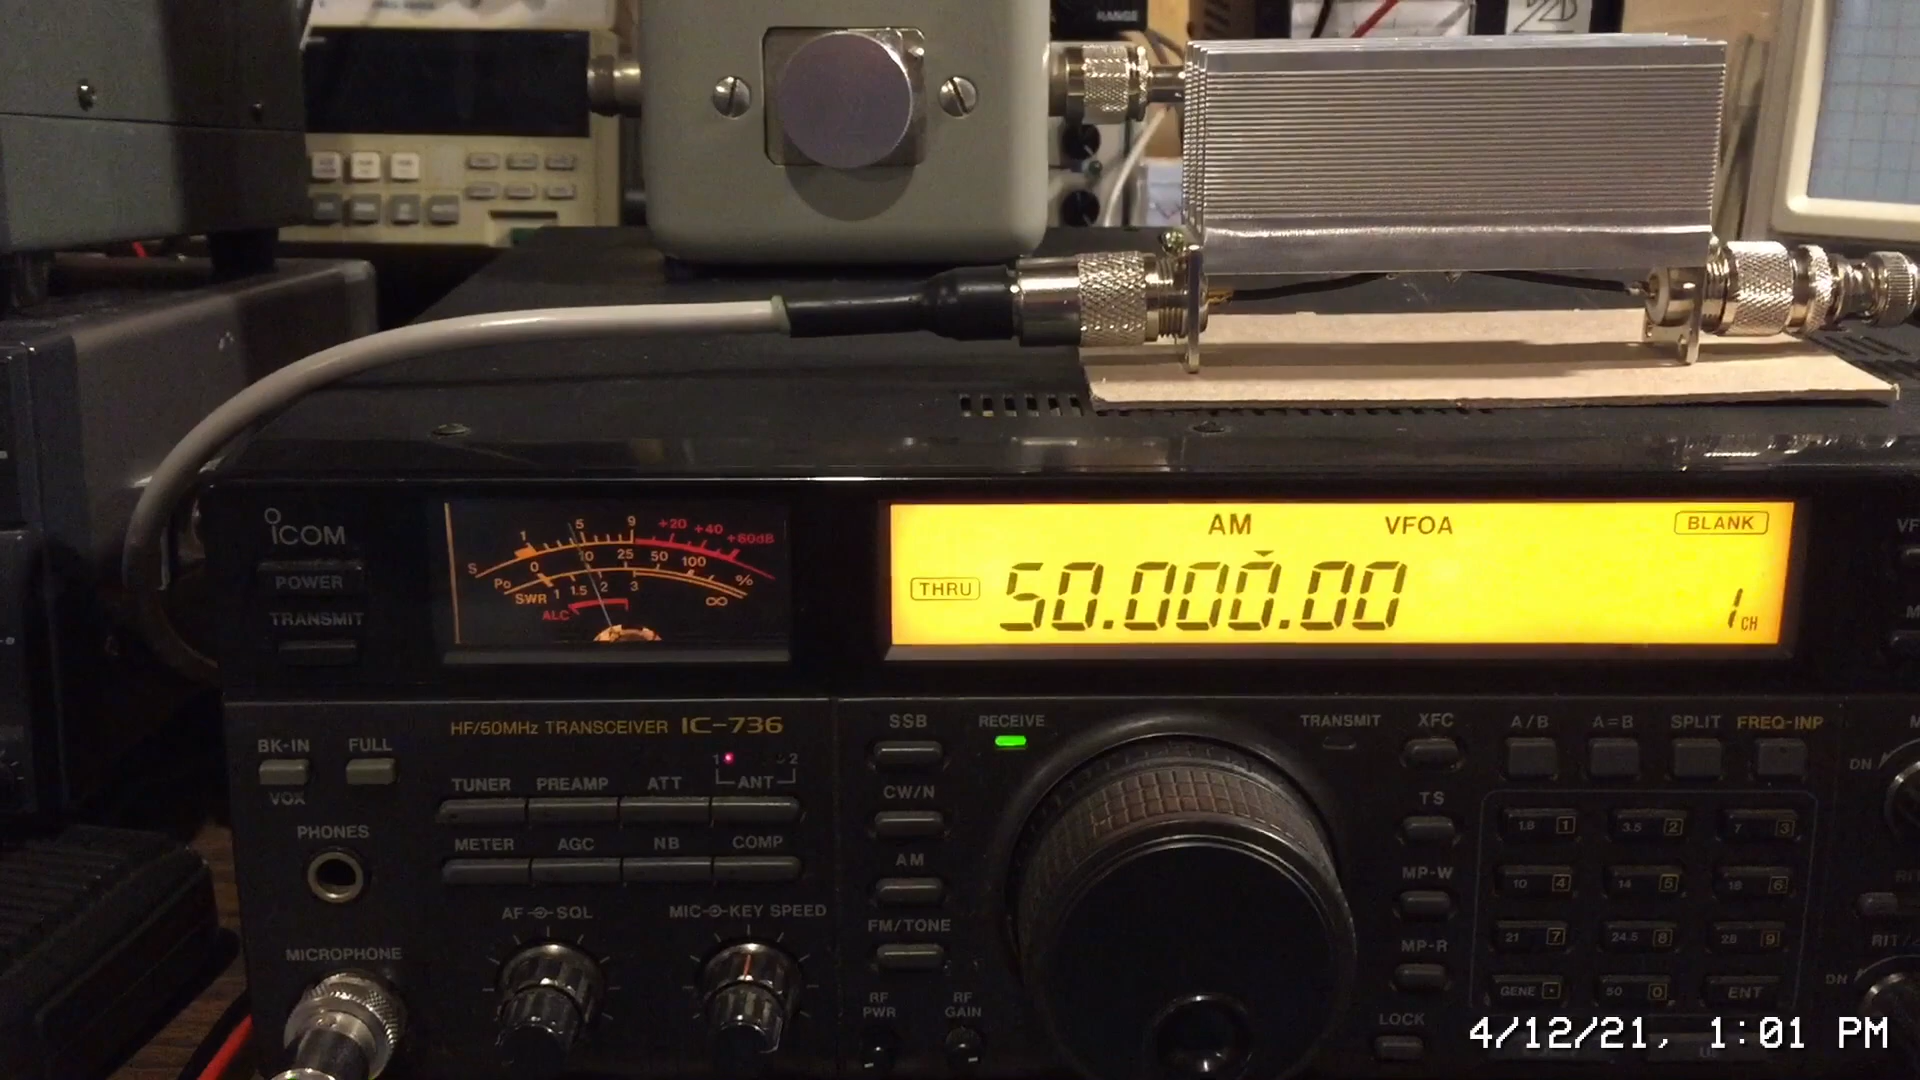 RANGE
ICOM
POWER
TRANSMIT
S 1 5 9 +20 +40 +60dB
Po 0 10 25 50 100 %
SWR 1 1.5 2 3 ∞
ALC
AM VFOA BLANK
THRU 50.000.00 1 CH
HF/50MHz TRANSCEIVER IC-736
BK-IN FULL
VOX
1 2
TUNER PREAMP ATT ANT
METER AGC NB COMP
PHONES
AF SQL MIC KEY SPEED
MICROPHONE
SSB RECEIVE
CW/N
AM
FM/TONE
RF PWR
RF GAIN
TRANSMIT XFC A/B A=B SPLIT FREQ-INP
TS
MP-W
MP-R
LOCK
1.8 1 3.5 2 7 3
10 4 14 5 18 6
21 7 24.5 8 28 9
GENE · 50 0 ENT
DN
DN
4/12/21, 1:01 PM